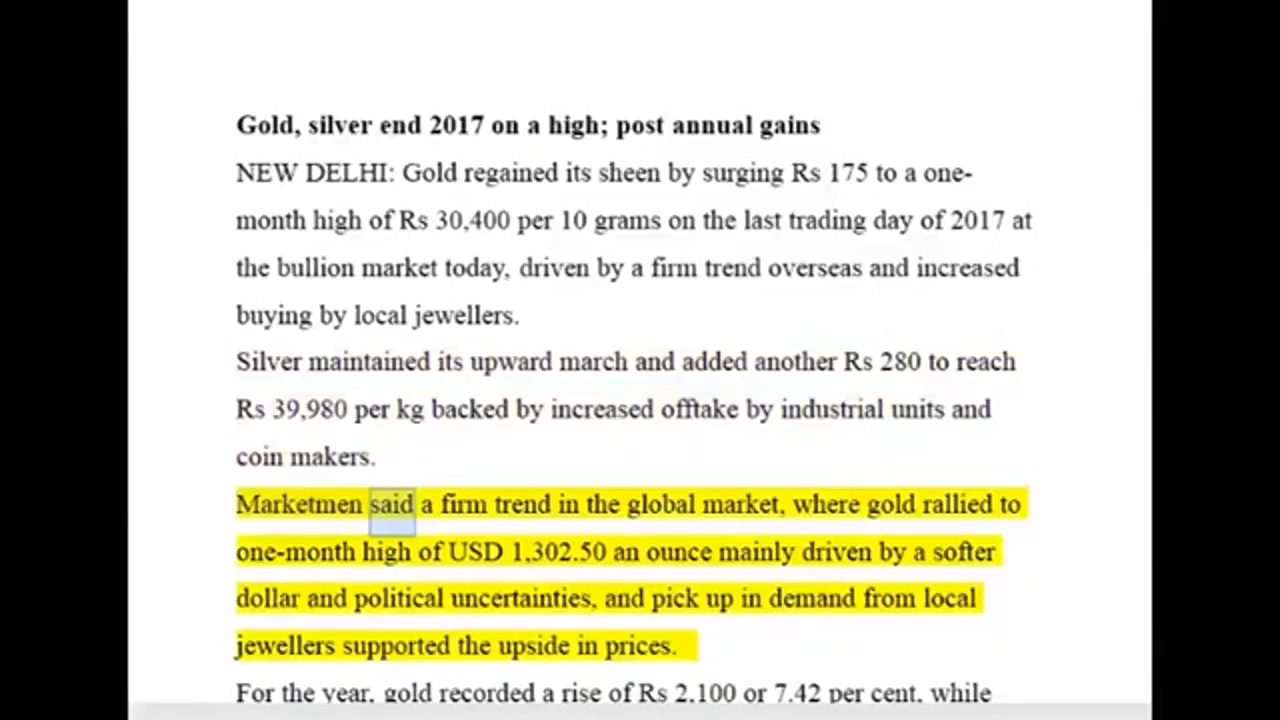 Gold, silver end 2017 on a high; post annual gains
NEW DELHI: Gold regained its sheen by surging Rs 175 to a one-
month high of Rs 30,400 per 10 grams on the last trading day of 2017 at
the bullion market today, driven by a firm trend overseas and increased
buying by local jewellers.
Silver maintained its upward march and added another Rs 280 to reach
Rs 39,980 per kg backed by increased offtake by industrial units and
coin makers.
Marketmen said a firm trend in the global market, where gold rallied to
one-month high of USD 1,302.50 an ounce mainly driven by a softer
dollar and political uncertainties, and pick up in demand from local
jewellers supported the upside in prices.
For the year, gold recorded a rise of Rs 2,100 or 7.42 per cent, while